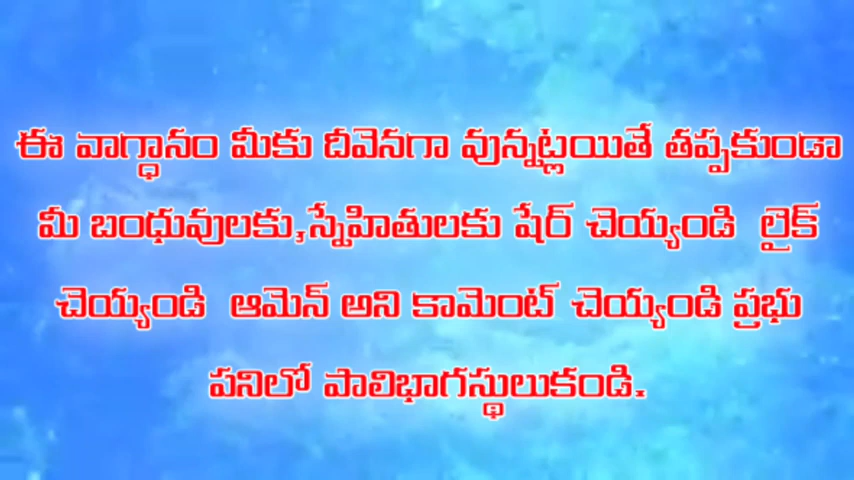 ఈ వాగ్ధానం మీకు దీవెనగా వున్నట్లయితే తప్పకుండా
మీ బంధువులకు,స్నేహితులకు షేర్ చెయ్యండి లైక్
చెయ్యండి ఆమెన్ అని కామెంట్ చెయ్యండి ప్రభు
పనిలో పాలిభాగస్థులుకండి.